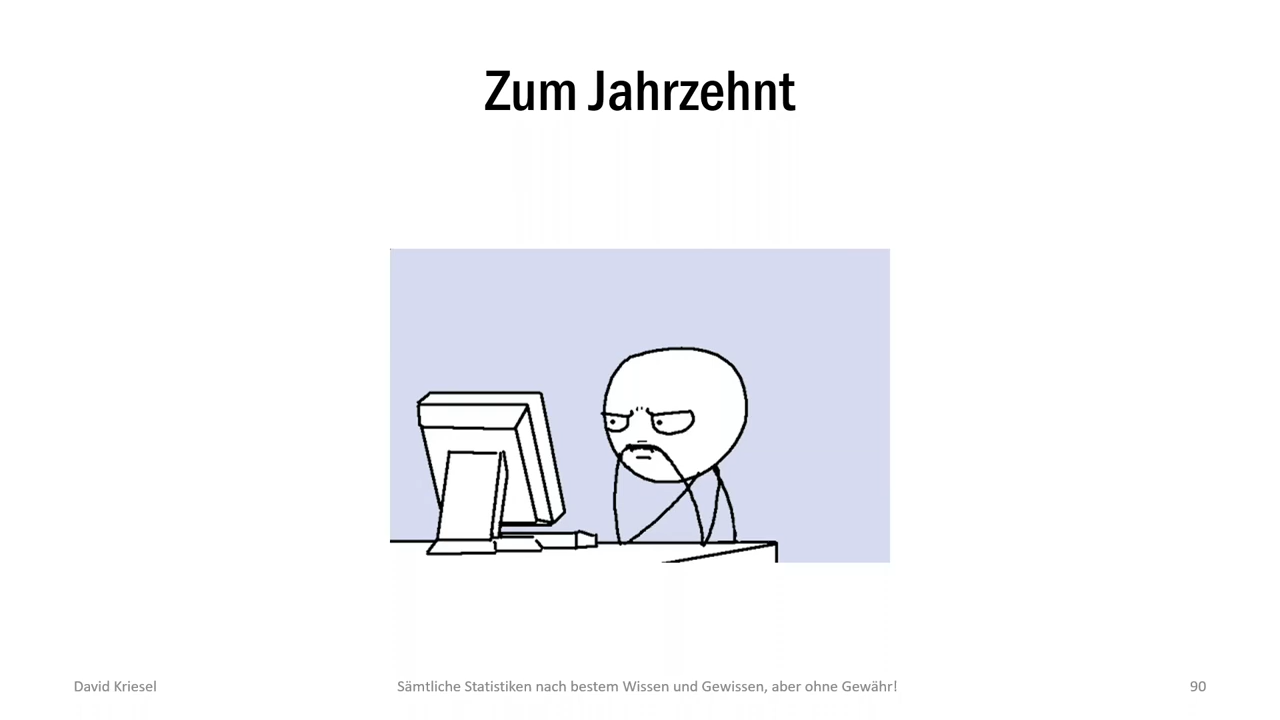 Zum Jahrzehnt
David Kriesel
Sämtliche Statistiken nach bestem Wissen und Gewissen, aber ohne Gewähr!
90